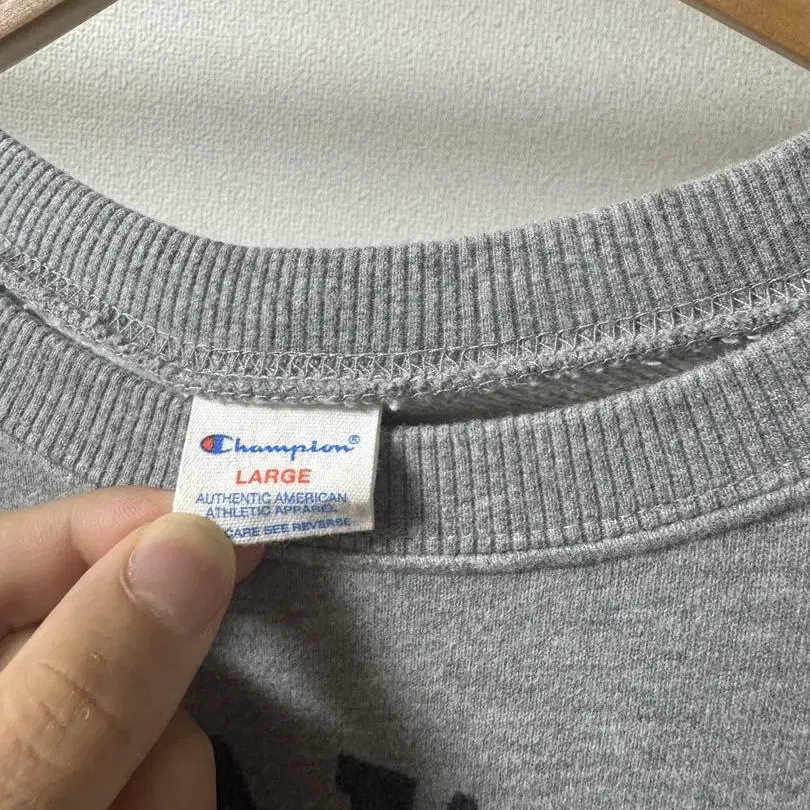 Champion®
LARGE
AUTHENTIC AMERICAN
ATHLETIC APPAREL
CARE SEE REVERSE